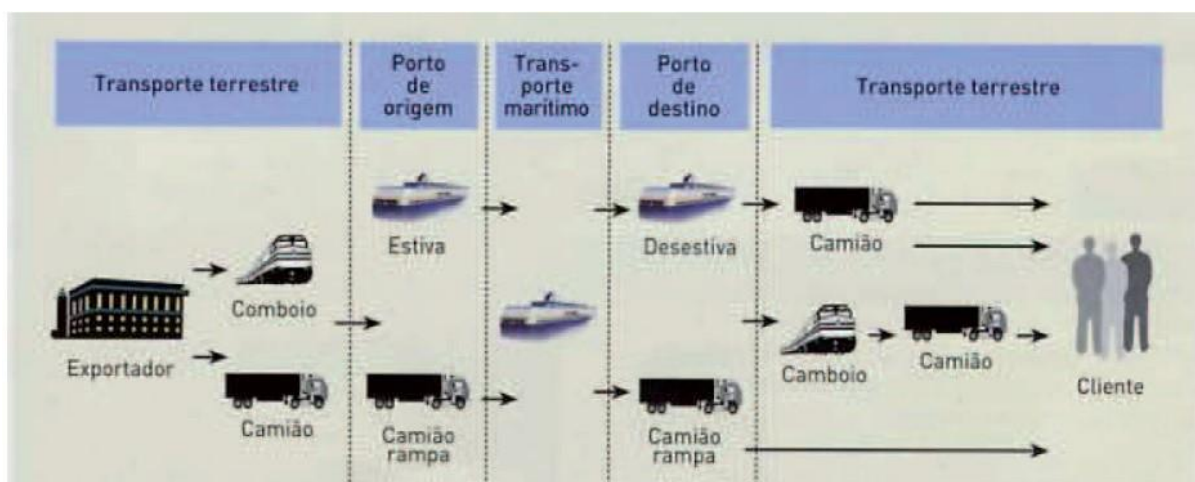 Transporte terrestre
Porto
de
origem
Trans-
porte
marítimo
Porto
de
destino
Transporte terrestre
Estiva
Desestiva
Camião
Comboio
Exportador
Camboio
Camião
Cliente
Camião
Camião
rampa
Camião
rampa